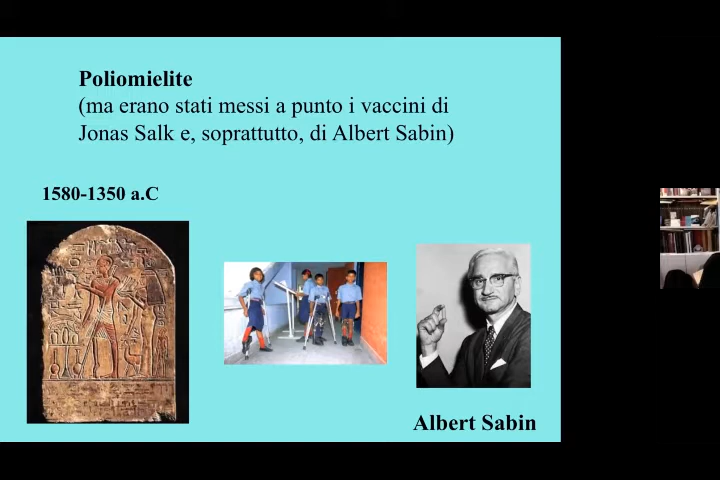 Poliomielite
(ma erano stati messi a punto i vaccini di
Jonas Salk e, soprattutto, di Albert Sabin)
1580-1350 a.C
Albert Sabin